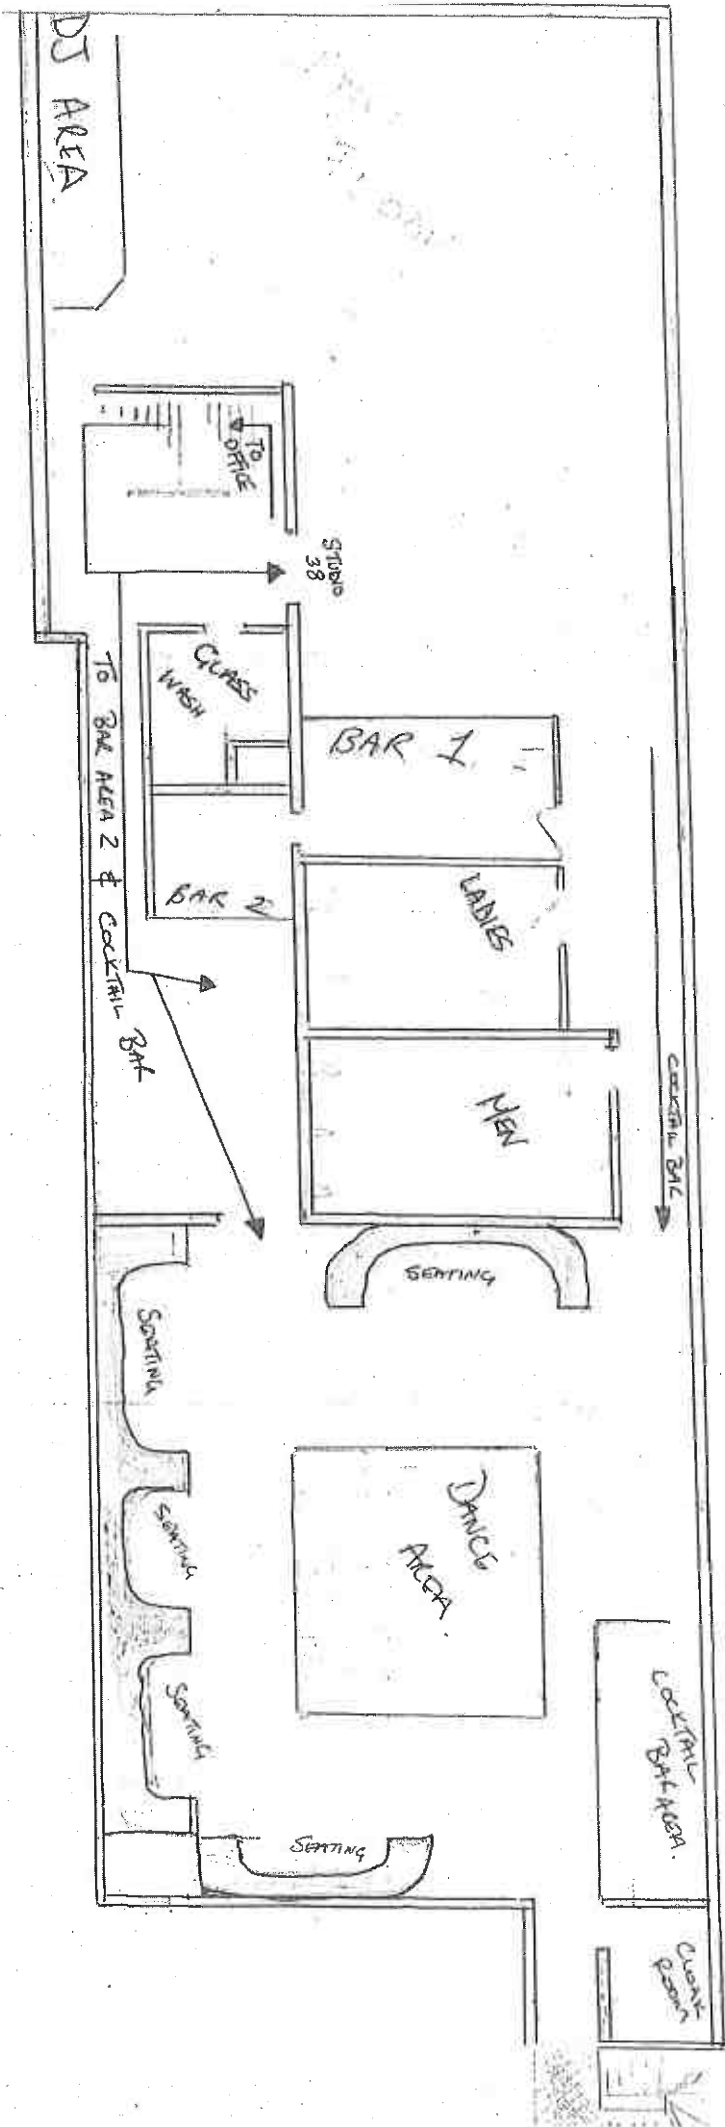 DJ AREA
TO
OFFICE
STUDIO
38
GLASS
WASH
BAR 1
TO BAR AREA 2 & COCKTAIL BAR
BAR 2
LADIES
MEN
COCKTAIL BAR
SEATING
SEATING
DANCE
AREA
SEATING
SEATING
COCKTAIL
BAR AREA.
SEATING
CLOAK
ROOM